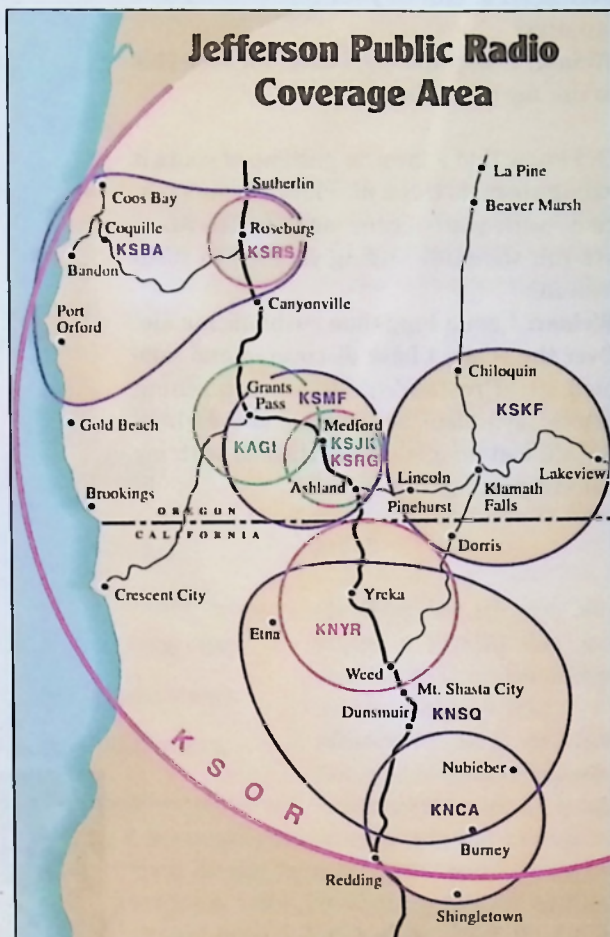 Jefferson Public Radio
Coverage Area
La Pine
Sutherlin
Beaver Marsh
Coos Bay
Coquille
KSBA
Roseburg
KSRS
Bandon
Canyonville
Port
Orford
Chiloquin
Grants
Pass
KSMF
KSKF
Gold Beach
Medford
KAGI
KSJK
KSRG
Lakeview
Ashland
Lincoln
Pinehurst
Klamath
Falls
Brookings
OREGON
CALIFORNIA
Dorris
Crescent City
Yreka
Etna
KNYR
Weed
Mt. Shasta City
Dunsmuir
KNSQ
KSOR
Nubieber
KNCA
Burney
Redding
Shingletown